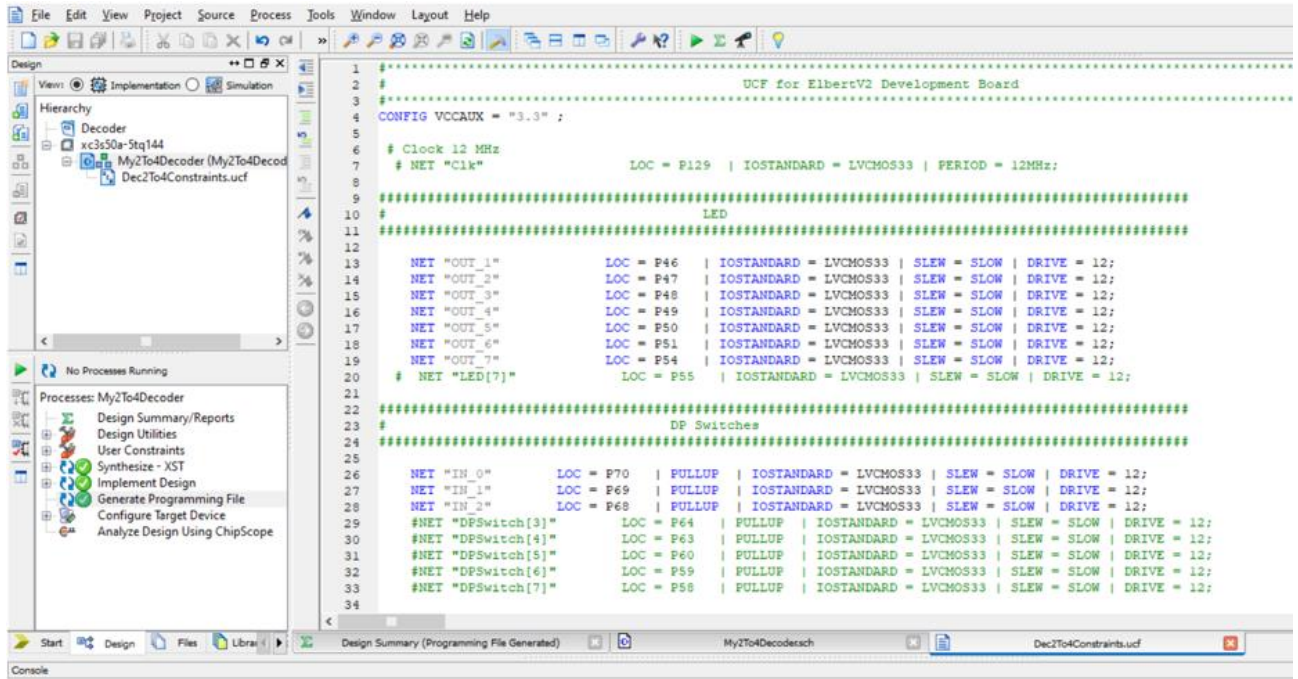 File Edit View Project Source Process Tools Window Layout Help
Design
View: Implementation Simulation
Hierarchy
Decoder
xc3s50a-5tq144
My2To4Decoder (My2To4Decod
Dec2To4Constraints.ucf
No Processes Running
Processes: My2To4Decoder
Design Summary/Reports
Design Utilities
User Constraints
Synthesize - XST
Implement Design
Generate Programming File
Configure Target Device
Analyze Design Using ChipScope
Start Design Files Librar
1 #****************************************************************************
2 # UCF for ElbertV2 Development Board
3 #****************************************************************************
4 CONFIG VCCAUX = "3.3" ;
5
6 # Clock 12 MHz
7 # NET "Clk" LOC = P129 | IOSTANDARD = LVCMOS33 | PERIOD = 12MHz;
8
9 ####################################################################################################
10 # LED
11 ####################################################################################################
12
13 NET "OUT_1" LOC = P46 | IOSTANDARD = LVCMOS33 | SLEW = SLOW | DRIVE = 12;
14 NET "OUT_2" LOC = P47 | IOSTANDARD = LVCMOS33 | SLEW = SLOW | DRIVE = 12;
15 NET "OUT_3" LOC = P48 | IOSTANDARD = LVCMOS33 | SLEW = SLOW | DRIVE = 12;
16 NET "OUT_4" LOC = P49 | IOSTANDARD = LVCMOS33 | SLEW = SLOW | DRIVE = 12;
17 NET "OUT_5" LOC = P50 | IOSTANDARD = LVCMOS33 | SLEW = SLOW | DRIVE = 12;
18 NET "OUT_6" LOC = P51 | IOSTANDARD = LVCMOS33 | SLEW = SLOW | DRIVE = 12;
19 NET "OUT_7" LOC = P54 | IOSTANDARD = LVCMOS33 | SLEW = SLOW | DRIVE = 12;
20 # NET "LED[7]" LOC = P55 | IOSTANDARD = LVCMOS33 | SLEW = SLOW | DRIVE = 12;
21
22 ####################################################################################################
23 # DP Switches
24 ####################################################################################################
25
26 NET "IN_0" LOC = P70 | PULLUP | IOSTANDARD = LVCMOS33 | SLEW = SLOW | DRIVE = 12;
27 NET "IN_1" LOC = P69 | PULLUP | IOSTANDARD = LVCMOS33 | SLEW = SLOW | DRIVE = 12;
28 NET "IN_2" LOC = P68 | PULLUP | IOSTANDARD = LVCMOS33 | SLEW = SLOW | DRIVE = 12;
29 #NET "DPSwitch[3]" LOC = P64 | PULLUP | IOSTANDARD = LVCMOS33 | SLEW = SLOW | DRIVE = 12;
30 #NET "DPSwitch[4]" LOC = P63 | PULLUP | IOSTANDARD = LVCMOS33 | SLEW = SLOW | DRIVE = 12;
31 #NET "DPSwitch[5]" LOC = P60 | PULLUP | IOSTANDARD = LVCMOS33 | SLEW = SLOW | DRIVE = 12;
32 #NET "DPSwitch[6]" LOC = P59 | PULLUP | IOSTANDARD = LVCMOS33 | SLEW = SLOW | DRIVE = 12;
33 #NET "DPSwitch[7]" LOC = P58 | PULLUP | IOSTANDARD = LVCMOS33 | SLEW = SLOW | DRIVE = 12;
34
Design Summary (Programming File Generated) My2To4Decoder.sch Dec2To4Constraints.ucf
Console